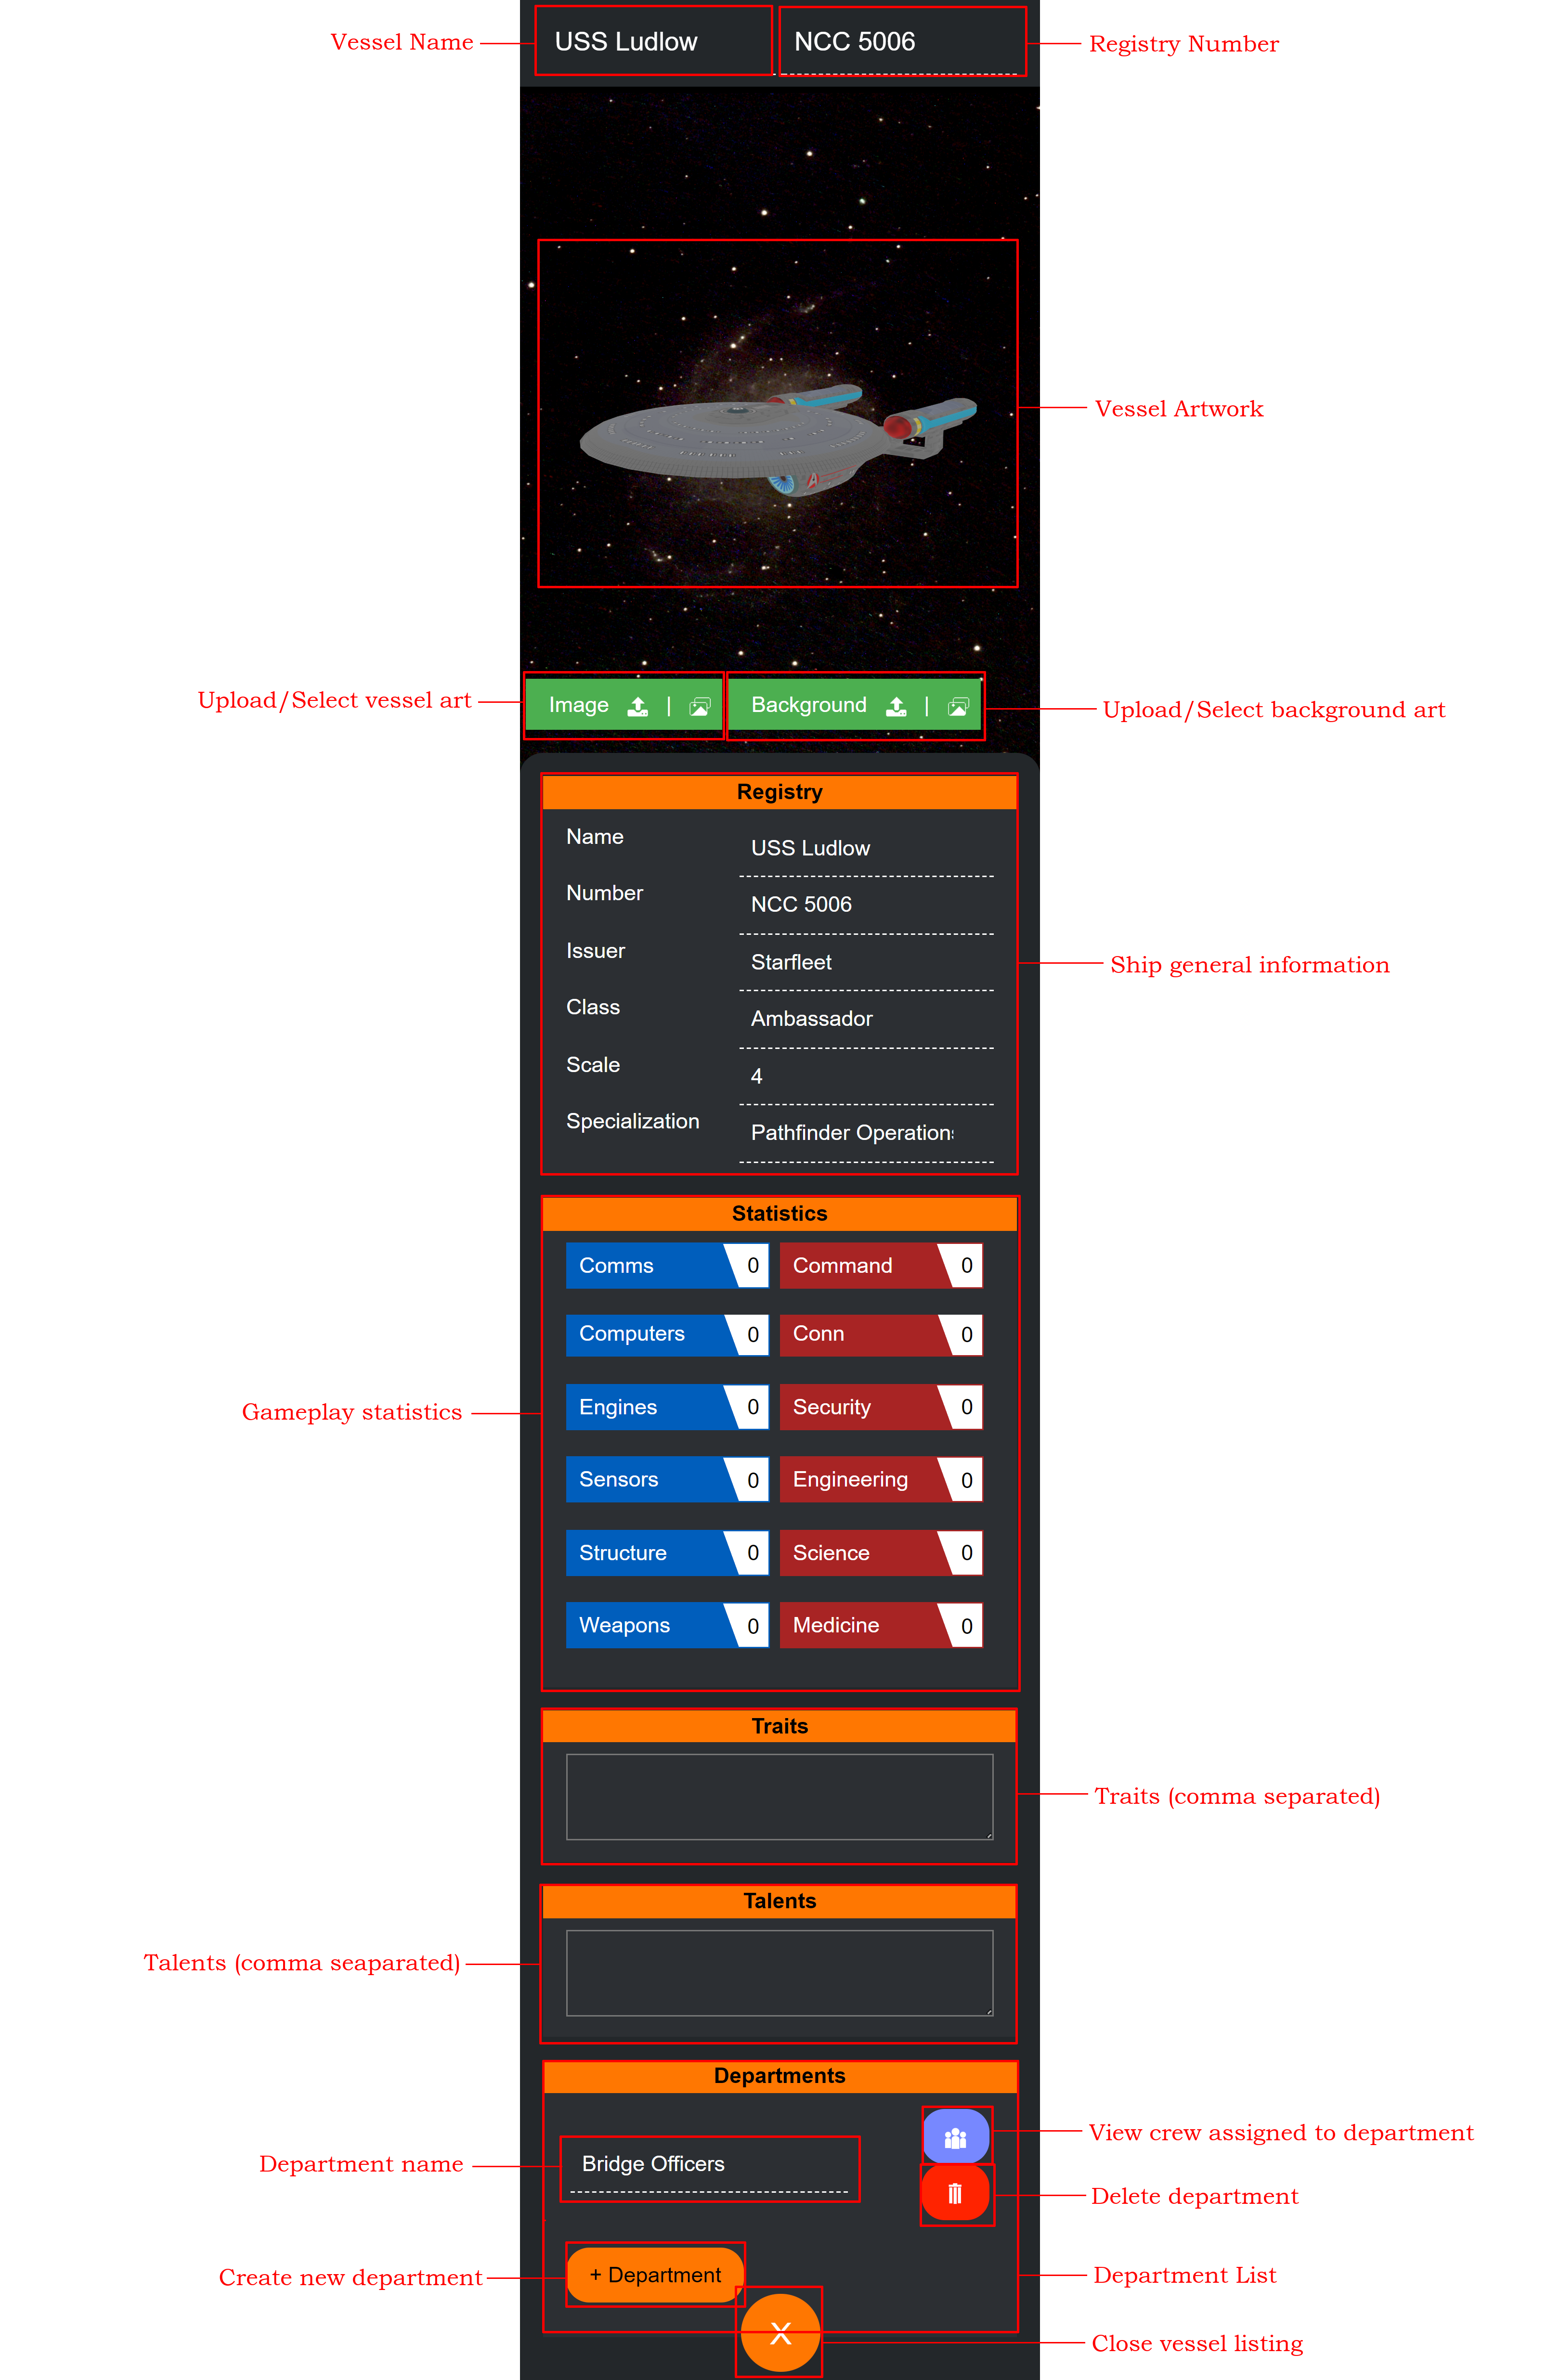 Vessel Name
USS Ludlow
NCC 5006
Registry Number
Vessel Artwork
Upload/Select vessel art
Image |
Background |
Upload/Select background art
Registry
Name
USS Ludlow
Number
NCC 5006
Issuer
Starfleet
Class
Ambassador
Scale
4
Specialization
Pathfinder Operations
Ship general information
Statistics
Comms 0
Command 0
Computers 0
Conn 0
Engines 0
Security 0
Gameplay statistics
Sensors 0
Engineering 0
Structure 0
Science 0
Weapons 0
Medicine 0
Traits
Traits (comma separated)
Talents
Talents (comma seaparated)
Departments
View crew assigned to department
Department name
Bridge Officers
Delete department
Create new department
+ Department
Department List
X
Close vessel listing